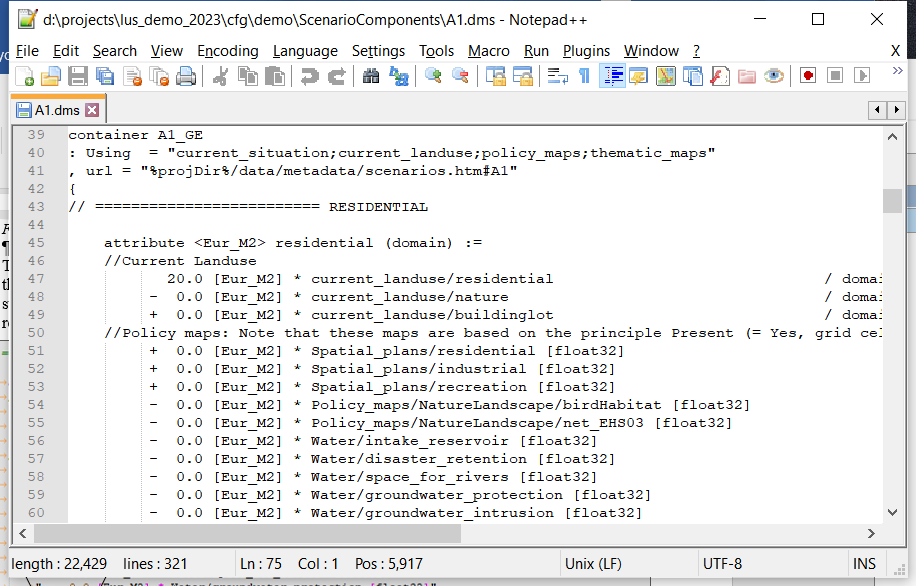 d:\projects\lus_demo_2023\cfg\demo\ScenarioComponents\A1.dms - Notepad++
File Edit Search View Encoding Language Settings Tools Macro Run Plugins Window ? X
A1.dms
39 container A1_GE
40 : Using = "current_situation;current_landuse;policy_maps;thematic_maps"
41 , url = "%projDir%/data/metadata/scenarios.htm#A1"
42 {
43 // ========================= RESIDENTIAL
44
45 attribute <Eur_M2> residential (domain) :=
46 //Current Landuse
47 20.0 [Eur_M2] * current_landuse/residential / domai
48 - 0.0 [Eur_M2] * current_landuse/nature / domai
49 + 0.0 [Eur_M2] * current_landuse/buildinglot / domai
50 //Policy maps: Note that these maps are based on the principle Present (= Yes, grid cel
51 + 0.0 [Eur_M2] * Spatial_plans/residential [float32]
52 + 0.0 [Eur_M2] * Spatial_plans/industrial [float32]
53 + 0.0 [Eur_M2] * Spatial_plans/recreation [float32]
54 - 0.0 [Eur_M2] * Policy_maps/NatureLandscape/birdHabitat [float32]
55 - 0.0 [Eur_M2] * Policy_maps/NatureLandscape/net_EHS03 [float32]
56 - 0.0 [Eur_M2] * Water/intake_reservoir [float32]
57 - 0.0 [Eur_M2] * Water/disaster_retention [float32]
58 - 0.0 [Eur_M2] * Water/space_for_rivers [float32]
59 - 0.0 [Eur_M2] * Water/groundwater_protection [float32]
60 - 0.0 [Eur_M2] * Water/groundwater_intrusion [float32]
length : 22,429 lines : 321 Ln : 75 Col : 1 Pos : 5,917 Unix (LF) UTF-8 INS